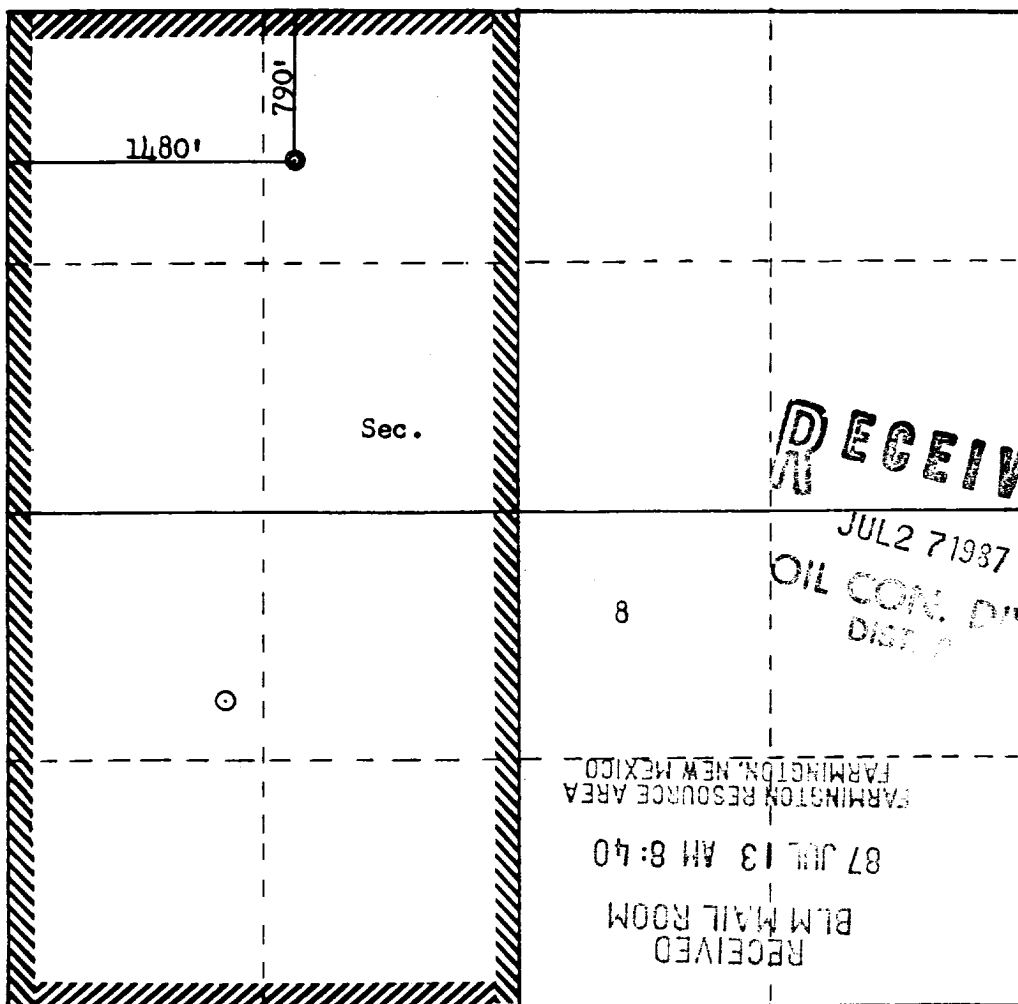 790'
1480'
Sec.
RECEIV
JUL 27 1987
OIL CON. DI
DIST.
8
FARMINGTON RESOURCE AREA
FARMINGTON, NEW MEXICO
87 JUL 13 AM 8:40
RECEIVED
BLM MAIL ROOM